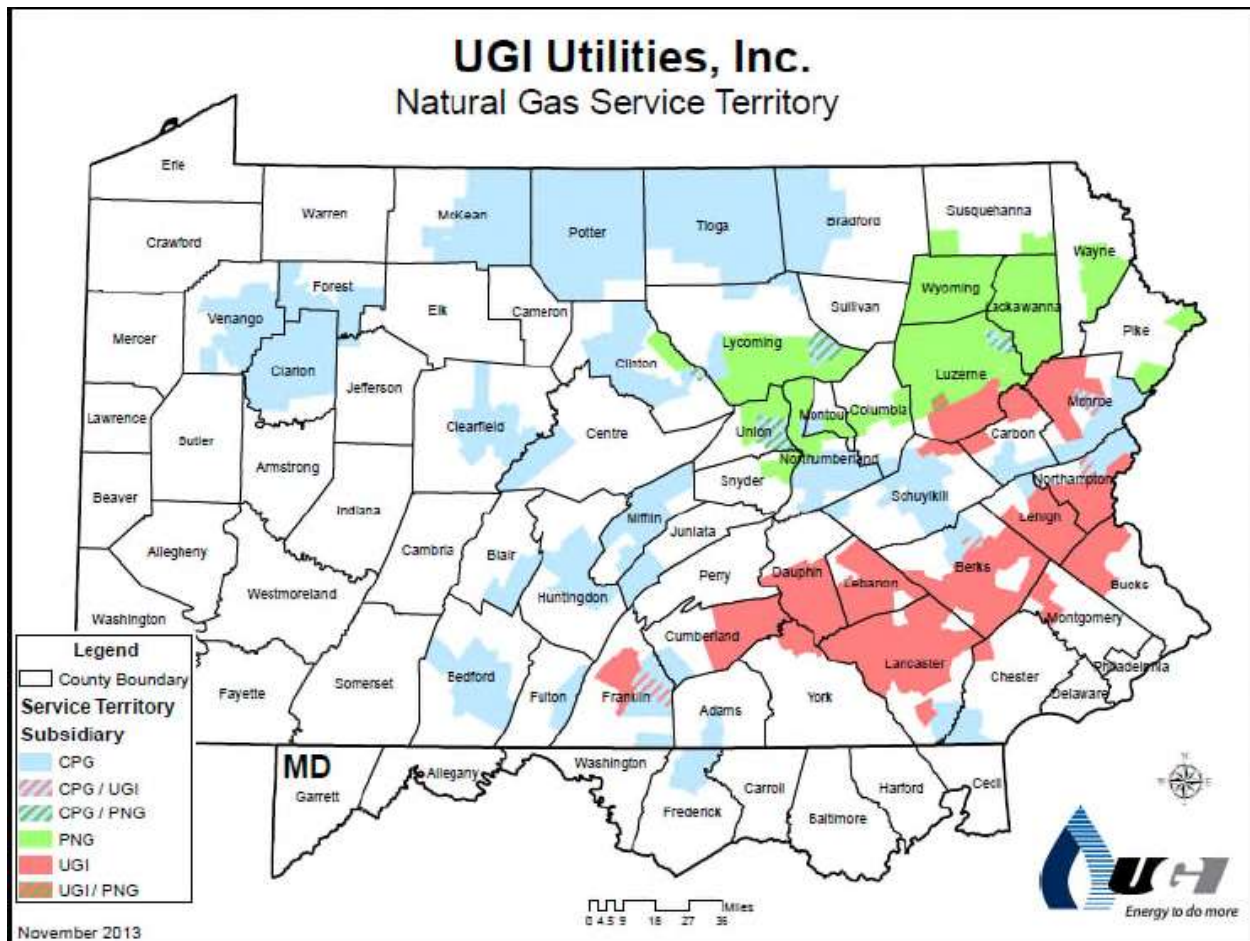 UGI Utilities, Inc.
Natural Gas Service Territory
Erie
Warren
McKean
Potter
Tioga
Bradford
Susquehanna
Wayne
Crawford
Forest
Elk
Cameron
Sullivan
Wyoming
Lackawanna
Pike
Mercer
Venango
Clarion
Jefferson
Clinton
Lycoming
Luzerne
Monroe
Lawrence
Butler
Clearfield
Centre
Union
Montour
Columbia
Carbon
Armstrong
Snyder
Northumberland
Schuylkill
Northampton
Beaver
Indiana
Mifflin
Juniata
Lehigh
Allegheny
Cambria
Blair
Huntingdon
Perry
Dauphin
Lebanon
Berks
Bucks
Westmoreland
Washington
Cumberland
Montgomery
Fayette
Somerset
Bedford
Fulton
Franklin
Adams
York
Lancaster
Chester
Philadelphia
Delaware
Legend
County Boundary
Service Territory
Subsidiary
CPG
CPG / UGI
CPG / PNG
PNG
UGI
UGI / PNG
MD
Garrett
Allegany
Washington
Frederick
Carroll
Baltimore
Harford
Cecil
N
W E
S
Miles
0 4.5 9 18 27 36
UGI
Energy to do more
November 2013